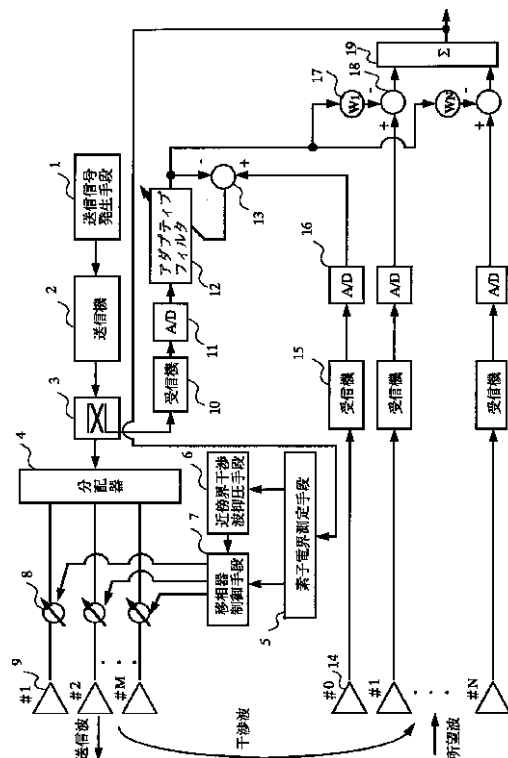 1
送信信号
発生手段
2
送信機
3
4
分
配
器
#1
9
8
#2
#M
送信波
干渉波
7
移相器
制御手段
6
近傍界干渉
波抑圧手段
5
素子電界測定手段
10
受信機
11
A/D
12
アダプティブ
フィルタ
-
+
13
#0
14
15
受信機
16
A/D
#1
受信機
A/D
17
W1
-
+
18
19
Σ
#N
受信機
A/D
WN
-
+
所望波